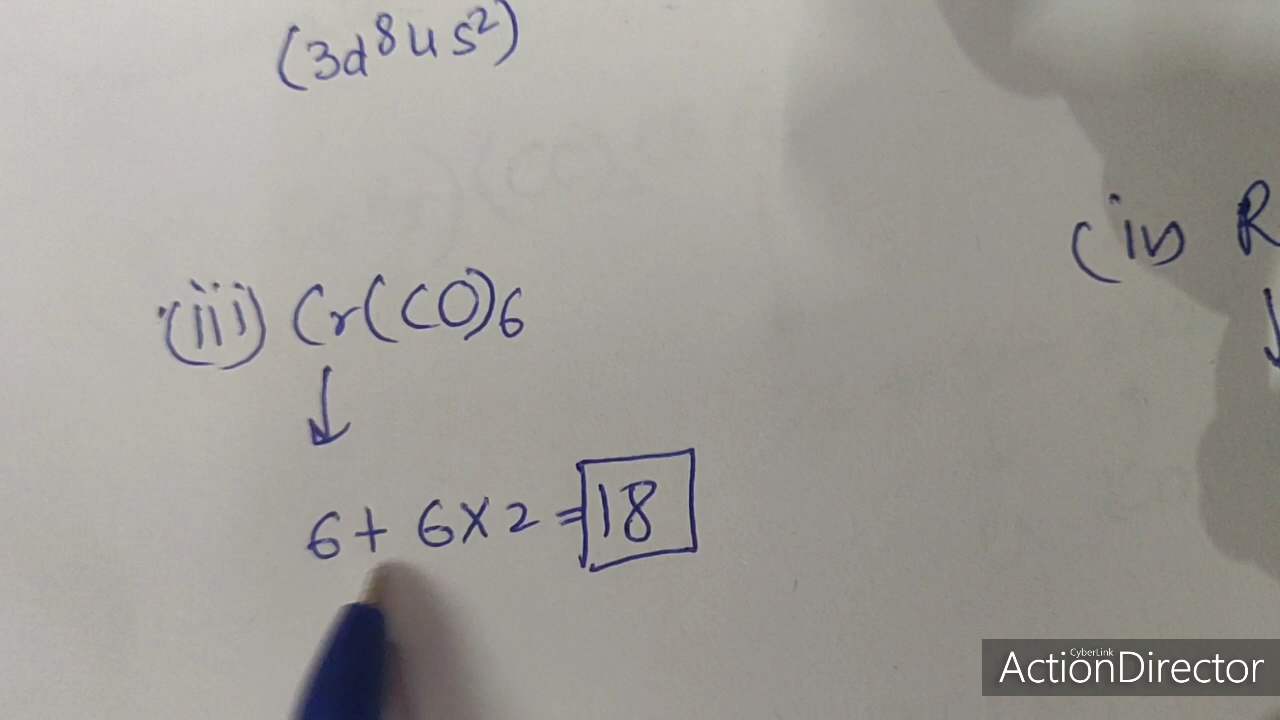 (3d⁸4s²)
(iii) Cr(CO)6
(iv) R
↓
↓
6+ 6×2 = 18
CyberLink
ActionDirector